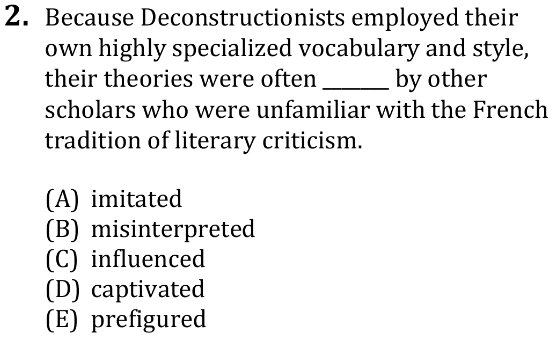 2. Because Deconstructionists employed their
own highly specialized vocabulary and style,
their theories were often ______ by other
scholars who were unfamiliar with the French
tradition of literary criticism.
(A) imitated
(B) misinterpreted
(C) influenced
(D) captivated
(E) prefigured